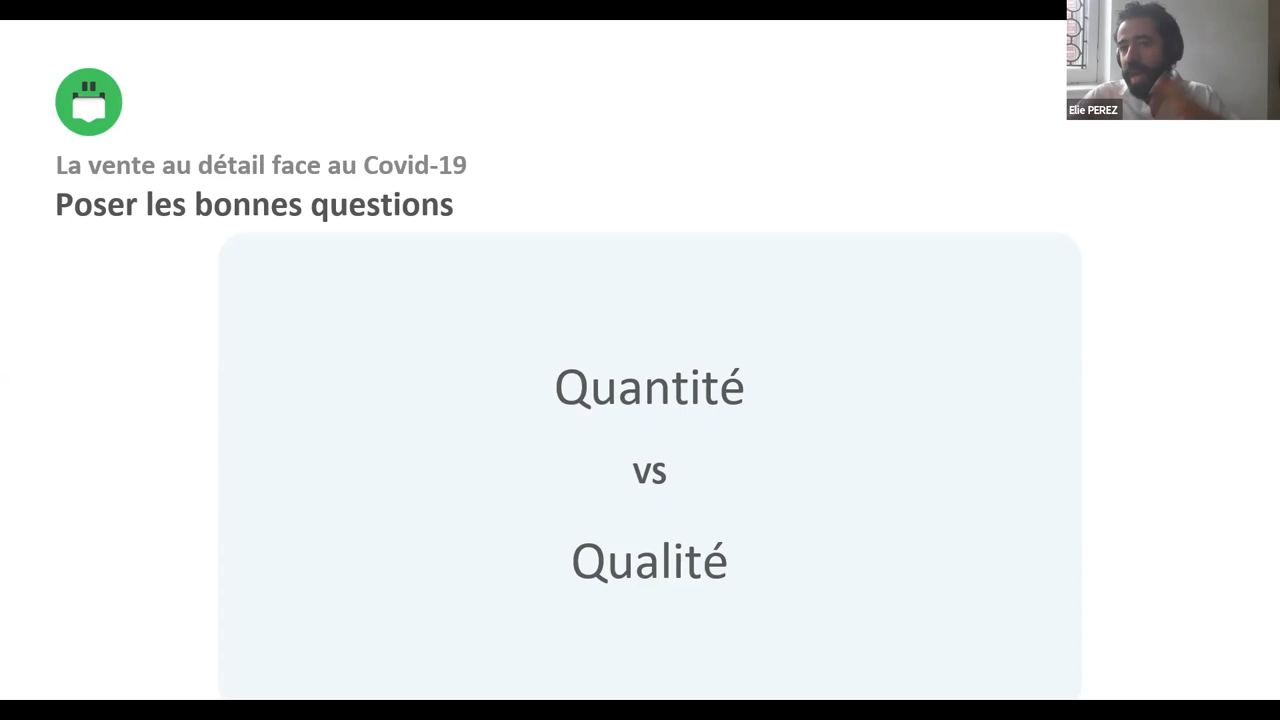 Elie PEREZ
La vente au détail face au Covid-19
Poser les bonnes questions
Quantité
vs
Qualité